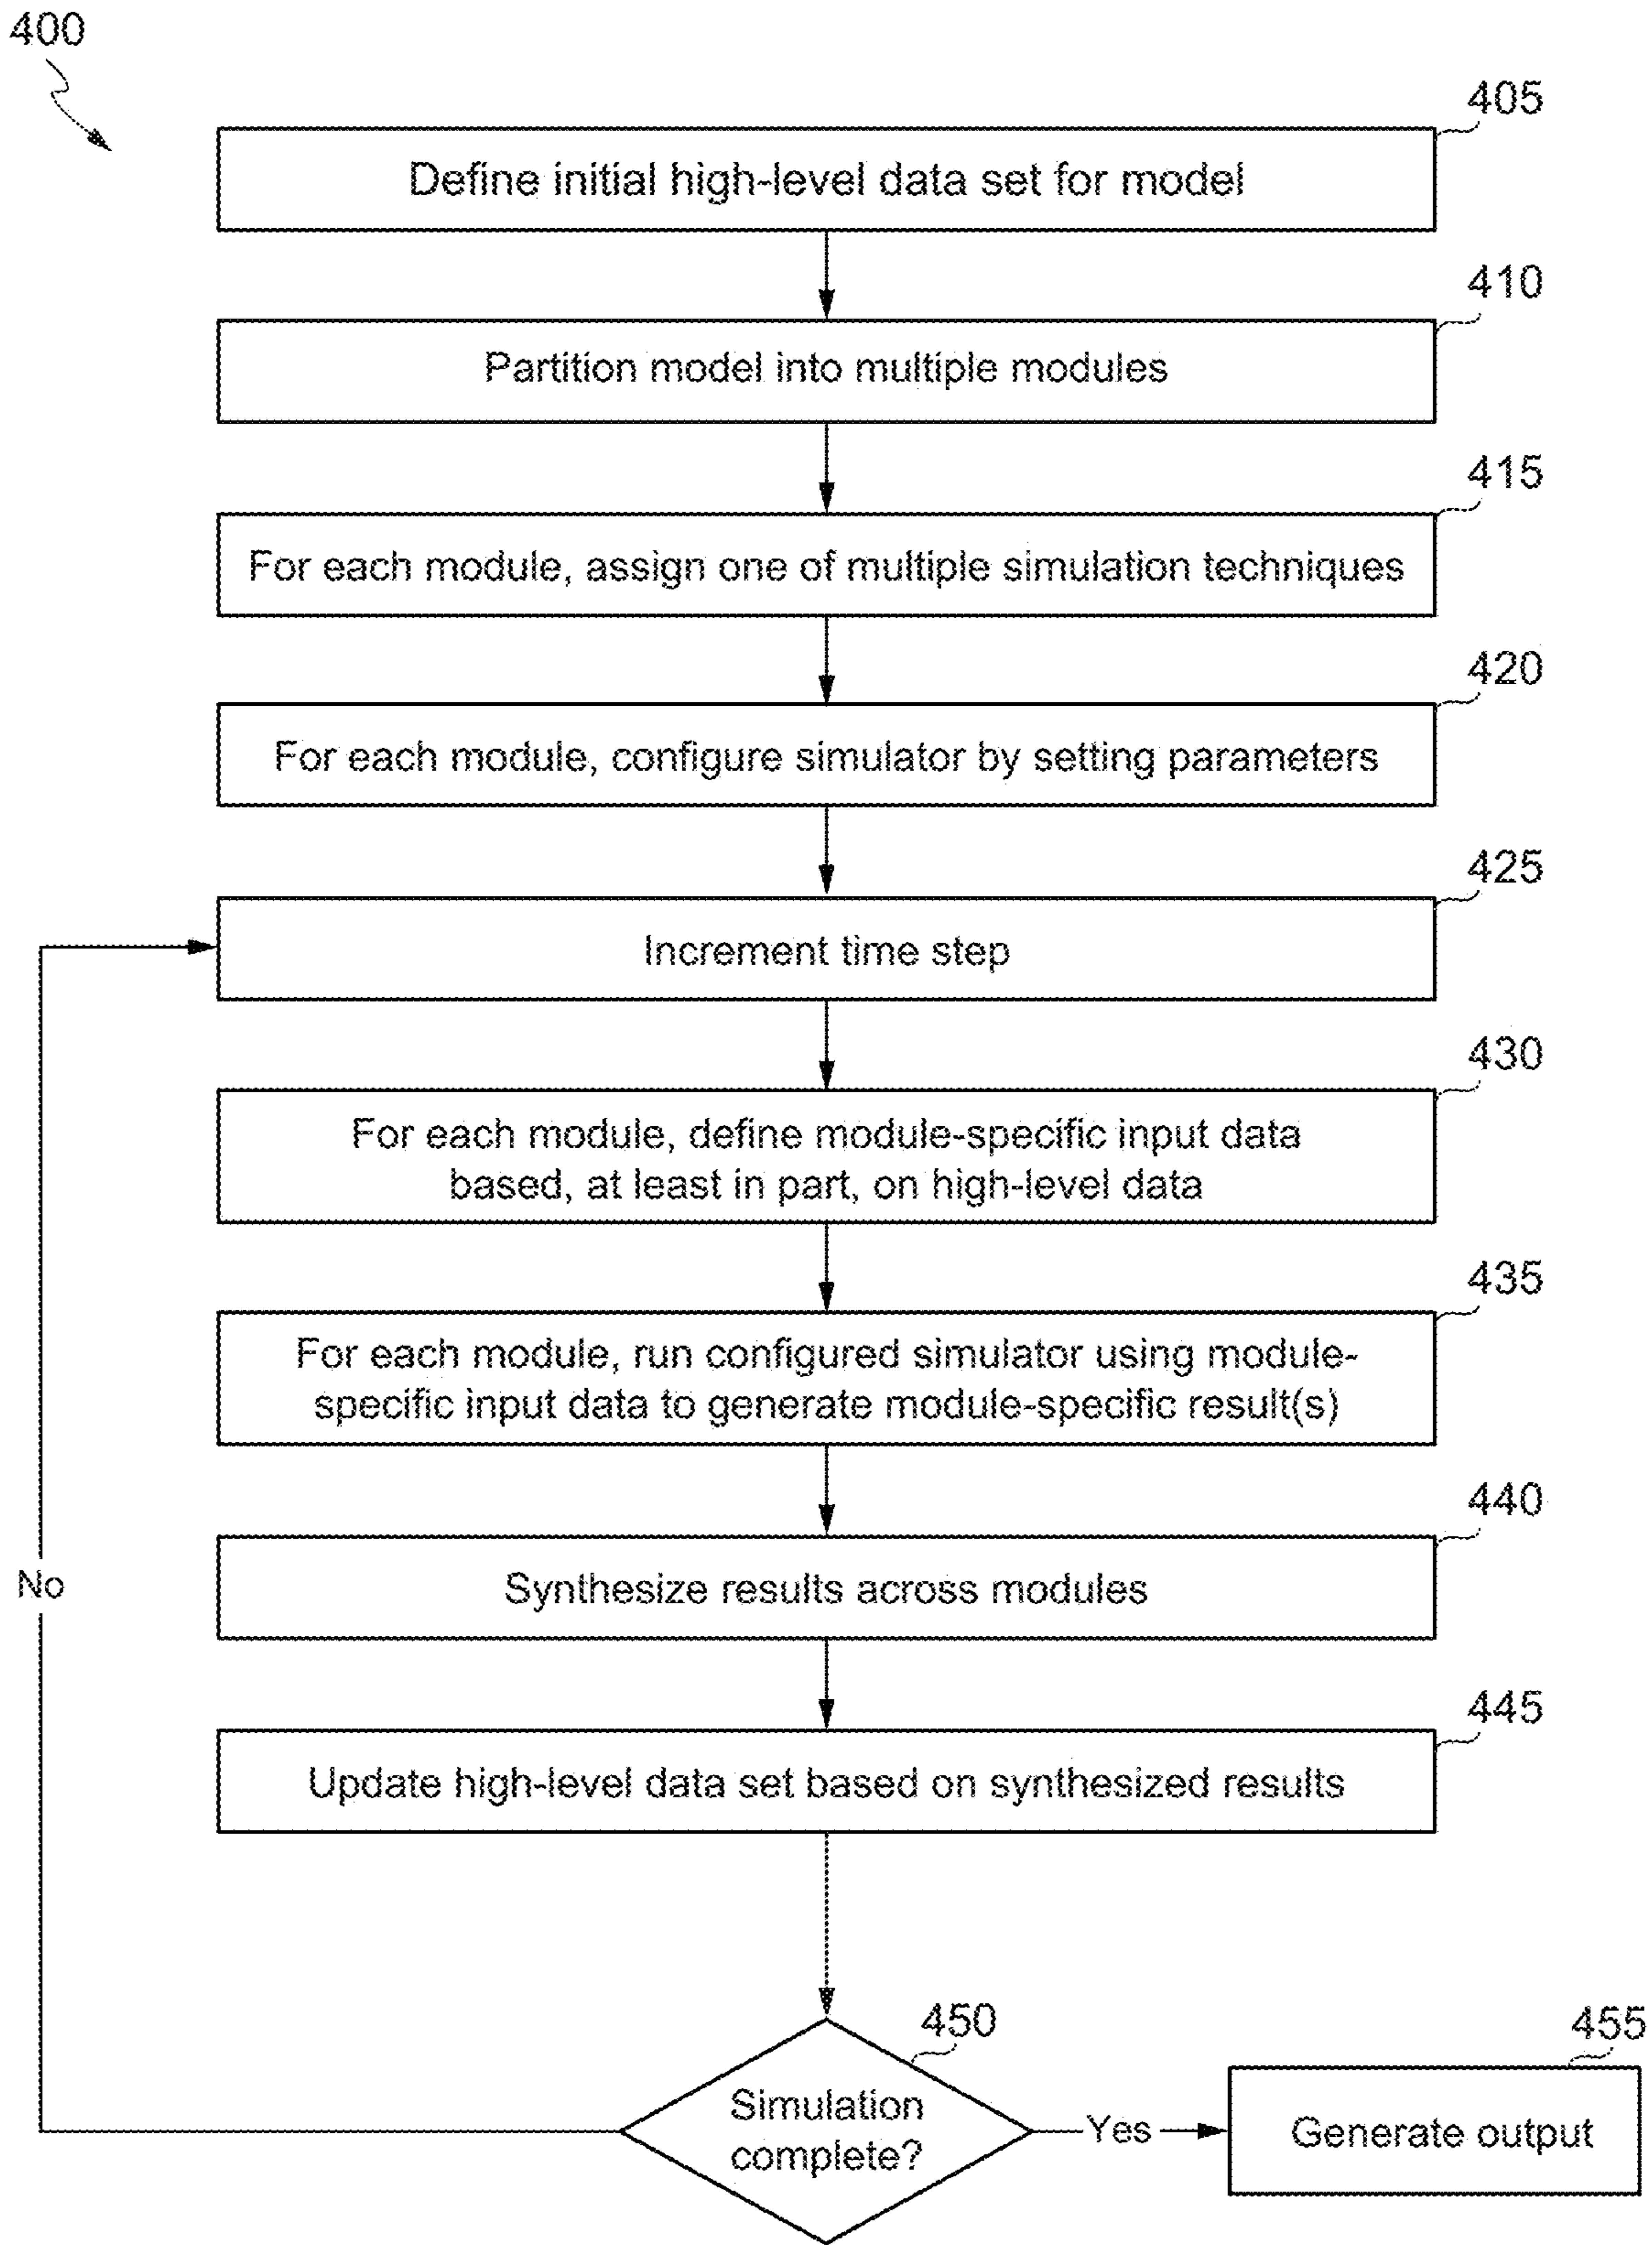 400
405
Define initial high-level data set for model
410
Partition model into multiple modules
415
For each module, assign one of multiple simulation techniques
420
For each module, configure simulator by setting parameters
425
Increment time step
430
For each module, define module-specific input data
based, at least in part, on high-level data
435
For each module, run configured simulator using module-
specific input data to generate module-specific result(s)
440
Synthesize results across modules
No
445
Update high-level data set based on synthesized results
450
Simulation
complete?
Yes
455
Generate output